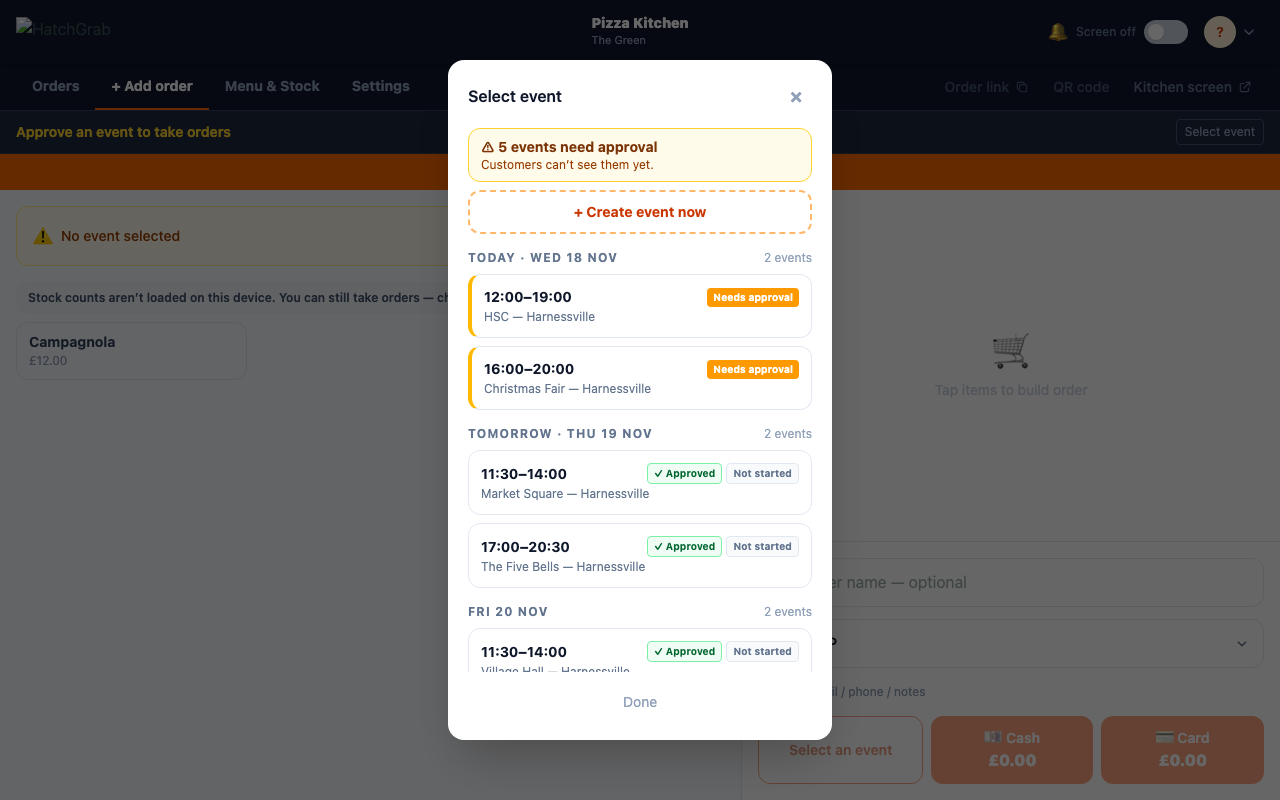 HatchGrab
Pizza Kitchen
The Green
Screen off
?
Orders
+ Add order
Menu & Stock
Settings
Order link
QR code
Kitchen screen
Approve an event to take orders
Select event
No event selected
Stock counts aren't loaded on this device. You can still take orders —
Campagnola
£12.00
Tap items to build order
Select event
×
⚠ 5 events need approval
Customers can't see them yet.
+ Create event now
TODAY · WED 18 NOV
2 events
12:00–19:00
Needs approval
HSC — Harnessville
16:00–20:00
Needs approval
Christmas Fair — Harnessville
TOMORROW · THU 19 NOV
2 events
11:30–14:00
✓ Approved
Not started
Market Square — Harnessville
17:00–20:30
✓ Approved
Not started
The Five Bells — Harnessville
FRI 20 NOV
2 events
11:30–14:00
✓ Approved
Not started
Village Hall — Harnessville
Done
name — optional
/ phone / notes
Select an event
Cash
£0.00
Card
£0.00